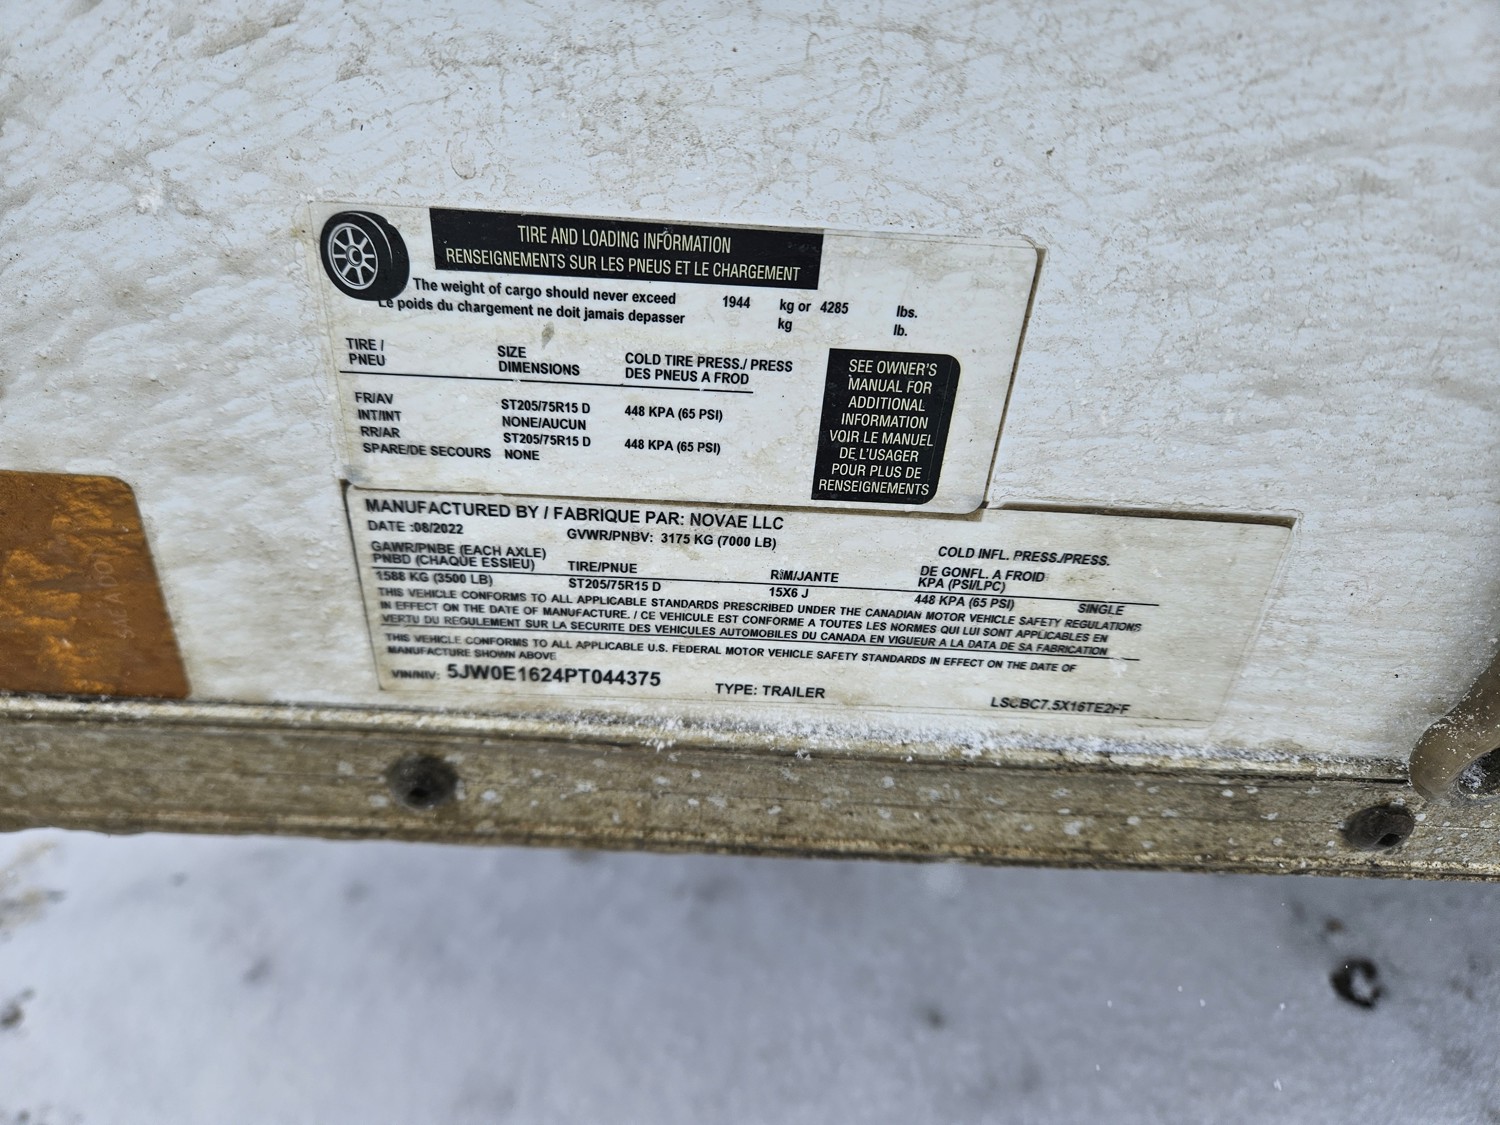 TIRE AND LOADING INFORMATION
RENSEIGNEMENTS SUR LES PNEUS ET LE CHARGEMENT
The weight of cargo should never exceed 1944 kg or 4285 lbs.
Le poids du chargement ne doit jamais depasser kg lb.
TIRE / SIZE COLD TIRE PRESS./ PRESS
PNEU DIMENSIONS DES PNEUS A FROD
FR/AV ST205/75R15 D 448 KPA (65 PSI)
INT/INT NONE/AUCUN
RR/AR ST205/75R15 D 448 KPA (65 PSI)
SPARE/DE SECOURS NONE
SEE OWNER'S
MANUAL FOR
ADDITIONAL
INFORMATION
VOIR LE MANUEL
DE L'USAGER
POUR PLUS DE
RENSEIGNEMENTS
MANUFACTURED BY / FABRIQUE PAR: NOVAE LLC
DATE :08/2022 GVWR/PNBV: 3175 KG (7000 LB)
GAWR/PNBE (EACH AXLE) COLD INFL. PRESS./PRESS.
PNBD (CHAQUE ESSIEU) TIRE/PNUE RIM/JANTE DE GONFL. A FROID
KPA (PSI/LPC)
1588 KG (3500 LB) ST205/75R15 D 15X6 J 448 KPA (65 PSI) SINGLE
THIS VEHICLE CONFORMS TO ALL APPLICABLE STANDARDS PRESCRIBED UNDER THE CANADIAN MOTOR VEHICLE SAFETY REGULATIONS
IN EFFECT ON THE DATE OF MANUFACTURE. / CE VEHICULE EST CONFORME A TOUTES LES NORMES QUI LUI SONT APPLICABLES EN
VERTU DU REGULEMENT SUR LA SECURITE DES VEHICULES AUTOMOBILES DU CANADA EN VIGUEUR A LA DATA DE SA FABRICATION
THIS VEHICLE CONFORMS TO ALL APPLICABLE U.S. FEDERAL MOTOR VEHICLE SAFETY STANDARDS IN EFFECT ON THE DATE OF
MANUFACTURE SHOWN ABOVE
VIN/NIV: 5JW0E1624PT044375 TYPE: TRAILER LSCBC7.5X16TE2FF